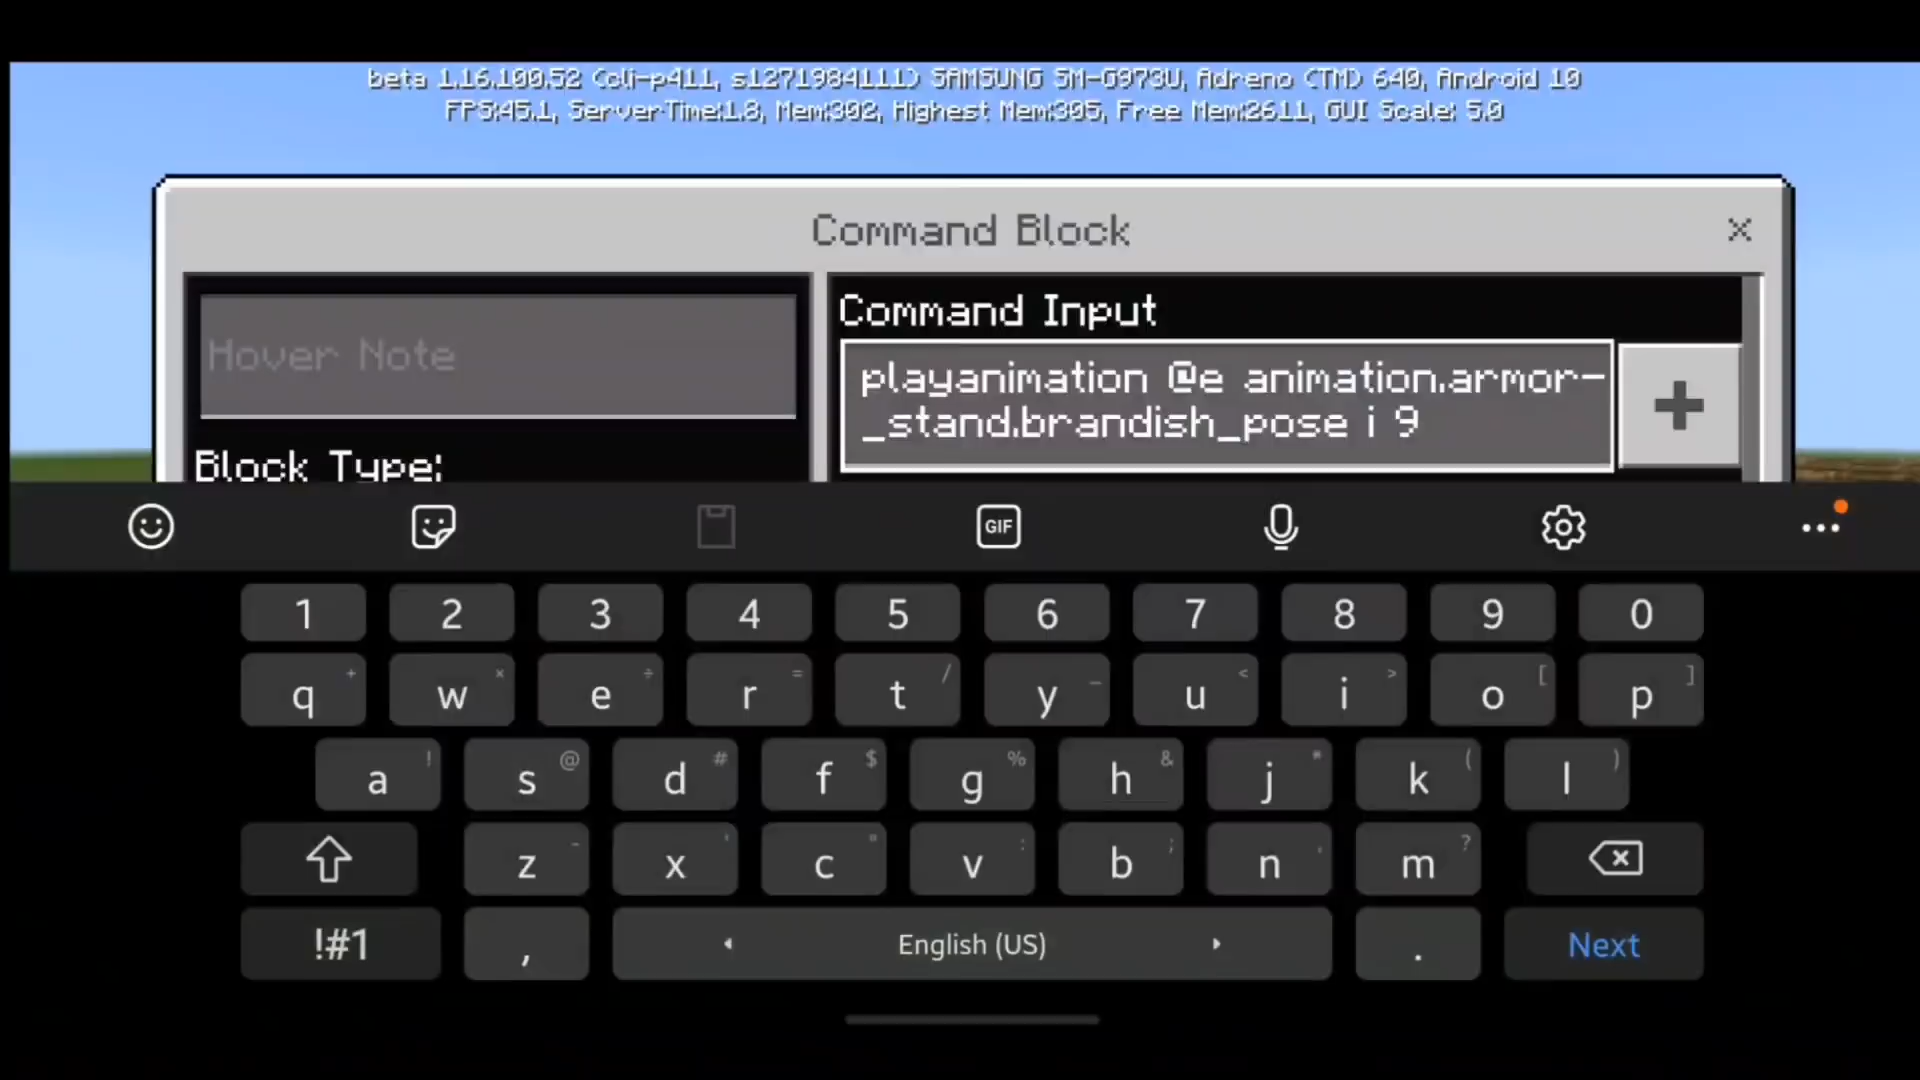 beta 1.16.100.52 (cli-p411, s1271984111) SAMSUNG SM-G973U, Adreno (TM) 640, Android 10
FPS:45.1, ServerTime:1.8, Mem:302, Highest Mem:305, Free Mem:2611, GUI Scale: 5.0
Command Block
Hover Note
Block Type:
Command Input
playanimation @e animation.armor-
_stand.brandish_pose i 9
GIF
1 2 3 4 5 6 7 8 9 0
q + w × e ÷ r = t / y _ u < i > o [ p ]
a ! s @ d # f $ g % h & j * k ( l )
z - x ' c " v : b ; n , m ?
!#1 , English (US) . Next